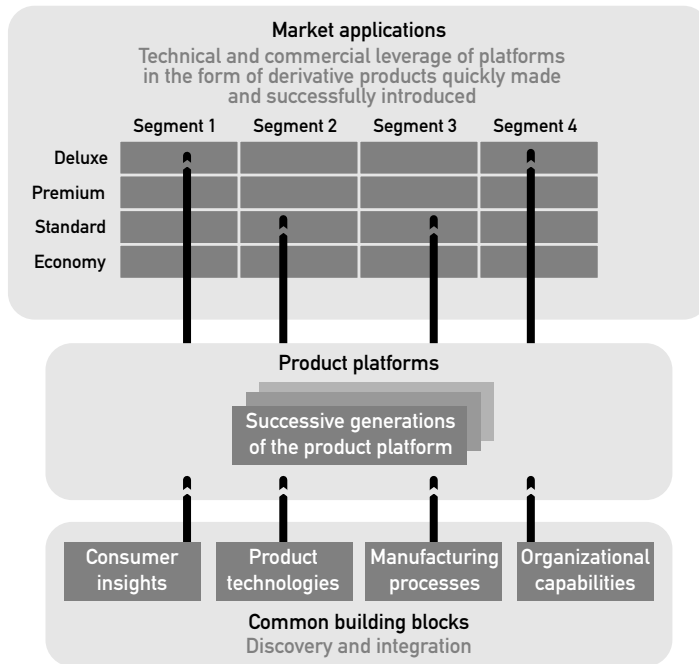 Market applications
Technical and commercial leverage of platforms
in the form of derivative products quickly made
and successfully introduced
Segment 1 Segment 2 Segment 3 Segment 4
Deluxe
Premium
Standard
Economy
Product platforms
Successive generations
of the product platform
Consumer
insights
Product
technologies
Manufacturing
processes
Organizational
capabilities
Common building blocks
Discovery and integration